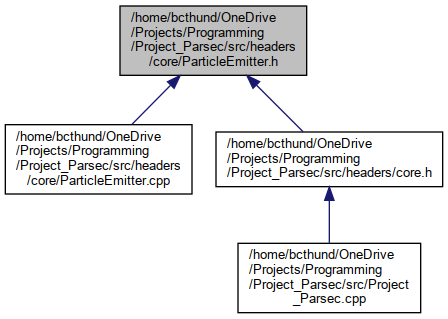 /home/bcthund/OneDrive
/Projects/Programming
/Project_Parsec/src/headers
/core/ParticleEmitter.h
/home/bcthund/OneDrive
/Projects/Programming
/Project_Parsec/src/headers
/core/ParticleEmitter.cpp
/home/bcthund/OneDrive
/Projects/Programming
/Project_Parsec/src/headers/core.h
/home/bcthund/OneDrive
/Projects/Programming
/Project_Parsec/src/Project
_Parsec.cpp